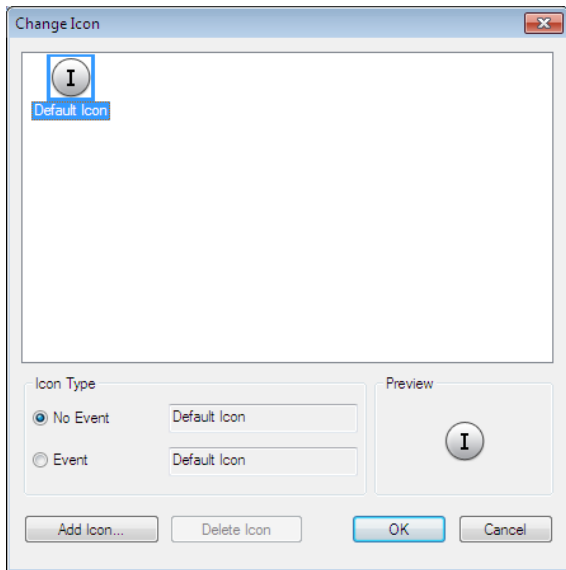 Change Icon
I
Default Icon
Icon Type
Preview
No Event
Default Icon
I
Event
Default Icon
Add Icon...
Delete Icon
OK
Cancel